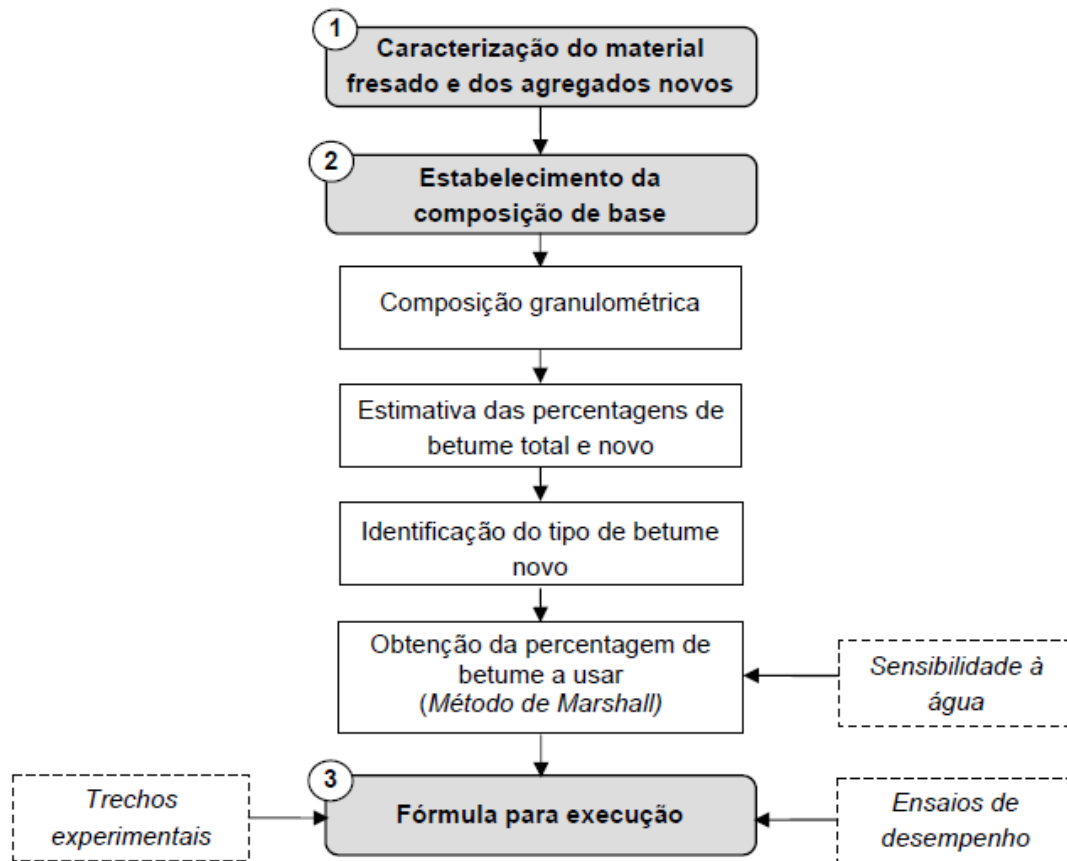 1
Caracterização do material
fresado e dos agregados novos
2
Estabelecimento da
composição de base
Composição granulométrica
Estimativa das percentagens de
betume total e novo
Identificação do tipo de betume
novo
Obtenção da percentagem de
betume a usar
(Método de Marshall)
Sensibilidade à
água
3
Fórmula para execução
Trechos
experimentais
Ensaios de
desempenho